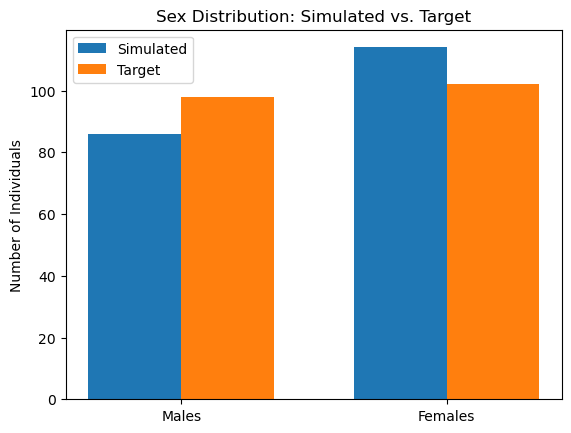 Sex Distribution: Simulated vs. Target
Simulated
Target
Number of Individuals
100
80
60
40
20
0
Males
Females